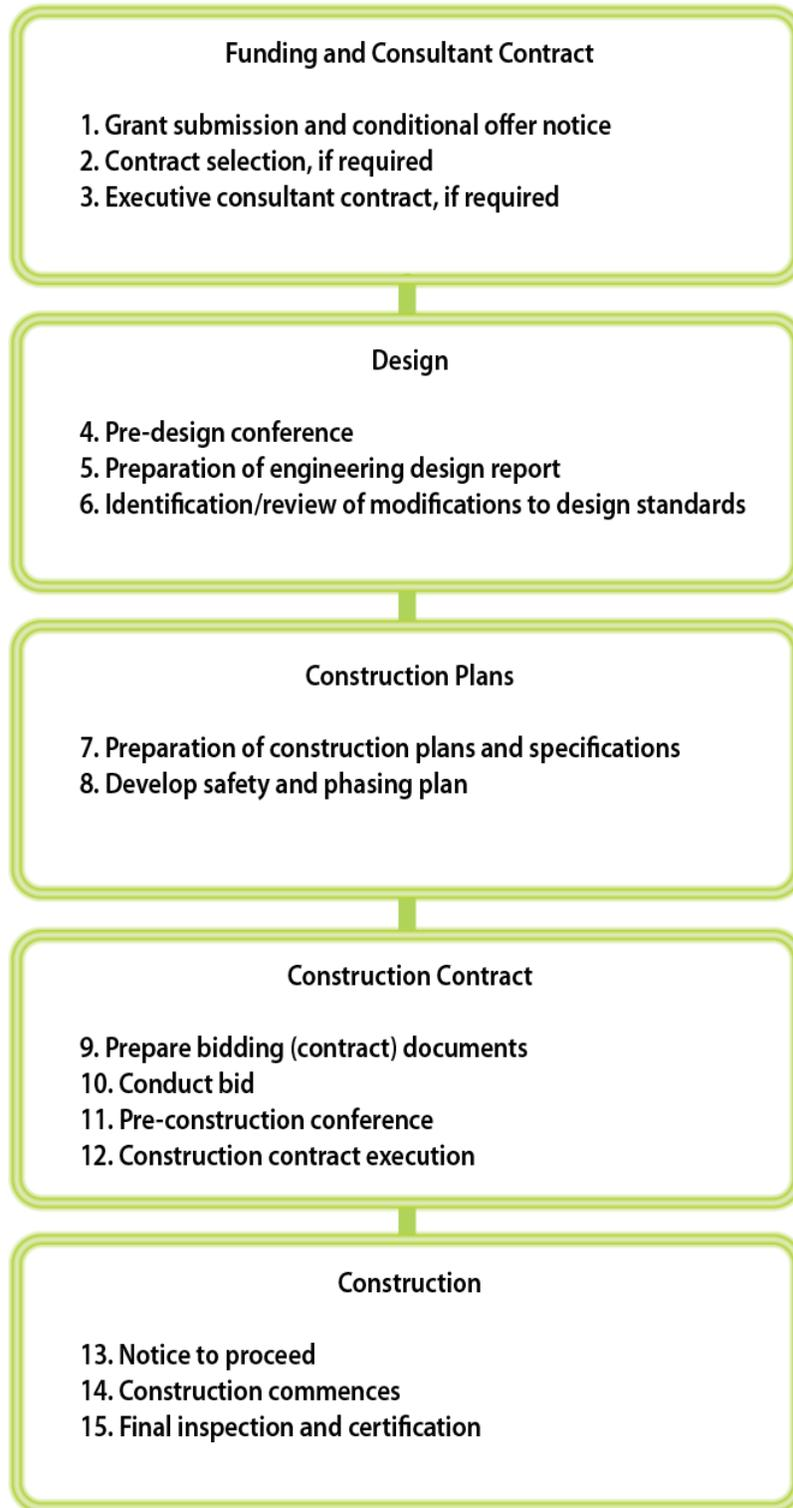 Funding and Consultant Contract
1. Grant submission and conditional offer notice
2. Contract selection, if required
3. Executive consultant contract, if required
Design
4. Pre-design conference
5. Preparation of engineering design report
6. Identification/review of modifications to design standards
Construction Plans
7. Preparation of construction plans and specifications
8. Develop safety and phasing plan
Construction Contract
9. Prepare bidding (contract) documents
10. Conduct bid
11. Pre-construction conference
12. Construction contract execution
Construction
13. Notice to proceed
14. Construction commences
15. Final inspection and certification